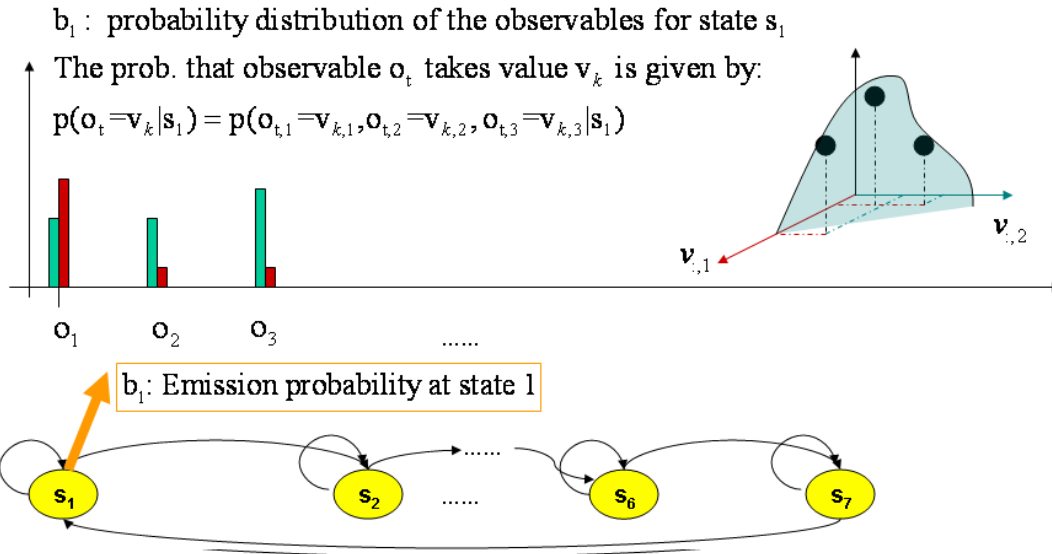 b₁ : probability distribution of the observables for state s₁
The prob. that observable oₜ takes value vₖ is given by:
p(oₜ=vₖ|s₁) = p(oₜ,₁=vₖ,₁,oₜ,₂=vₖ,₂,oₜ,₃=vₖ,₃|s₁)
v:,2
v:,1
o₁ o₂ o₃ ......
b₁: Emission probability at state 1
......
s₁ s₂ ...... s₆ s₇